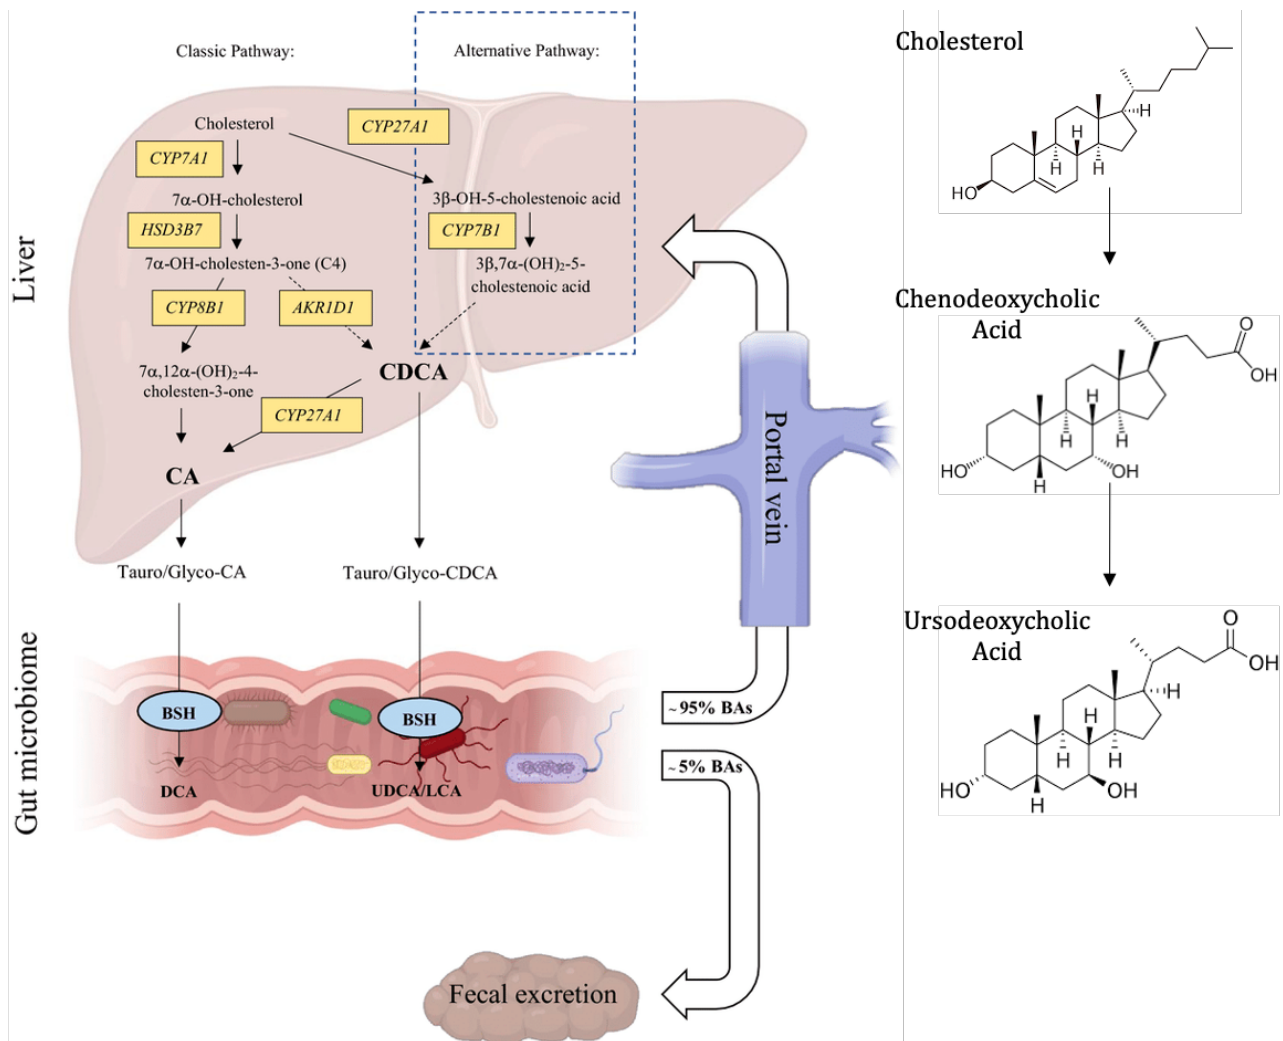 Classic Pathway:
Alternative Pathway:
Liver
Cholesterol
CYP27A1
CYP7A1
7α-OH-cholesterol
3β-OH-5-cholestenoic acid
HSD3B7
CYP7B1
7α-OH-cholesten-3-one (C4)
3β,7α-(OH)₂-5-
cholestenoic acid
CYP8B1
AKR1D1
7α,12α-(OH)₂-4-
cholesten-3-one
CDCA
CYP27A1
CA
Tauro/Glyco-CA
Tauro/Glyco-CDCA
Portal vein
Gut microbiome
BSH
BSH
DCA
UDCA/LCA
~95% BAs
~5% BAs
Fecal excretion
Cholesterol
H
H
H
H
HO
Chenodeoxycholic
Acid
O
OH
H
H
H
HO
OH
H
Ursodeoxycholic
Acid
O
OH
H
H
H
H
HO
OH
H